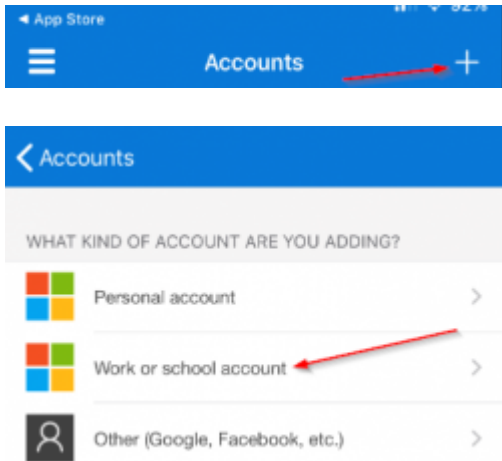 App Store
92%
Accounts
Accounts
WHAT KIND OF ACCOUNT ARE YOU ADDING?
Personal account
Work or school account
Other (Google, Facebook, etc.)